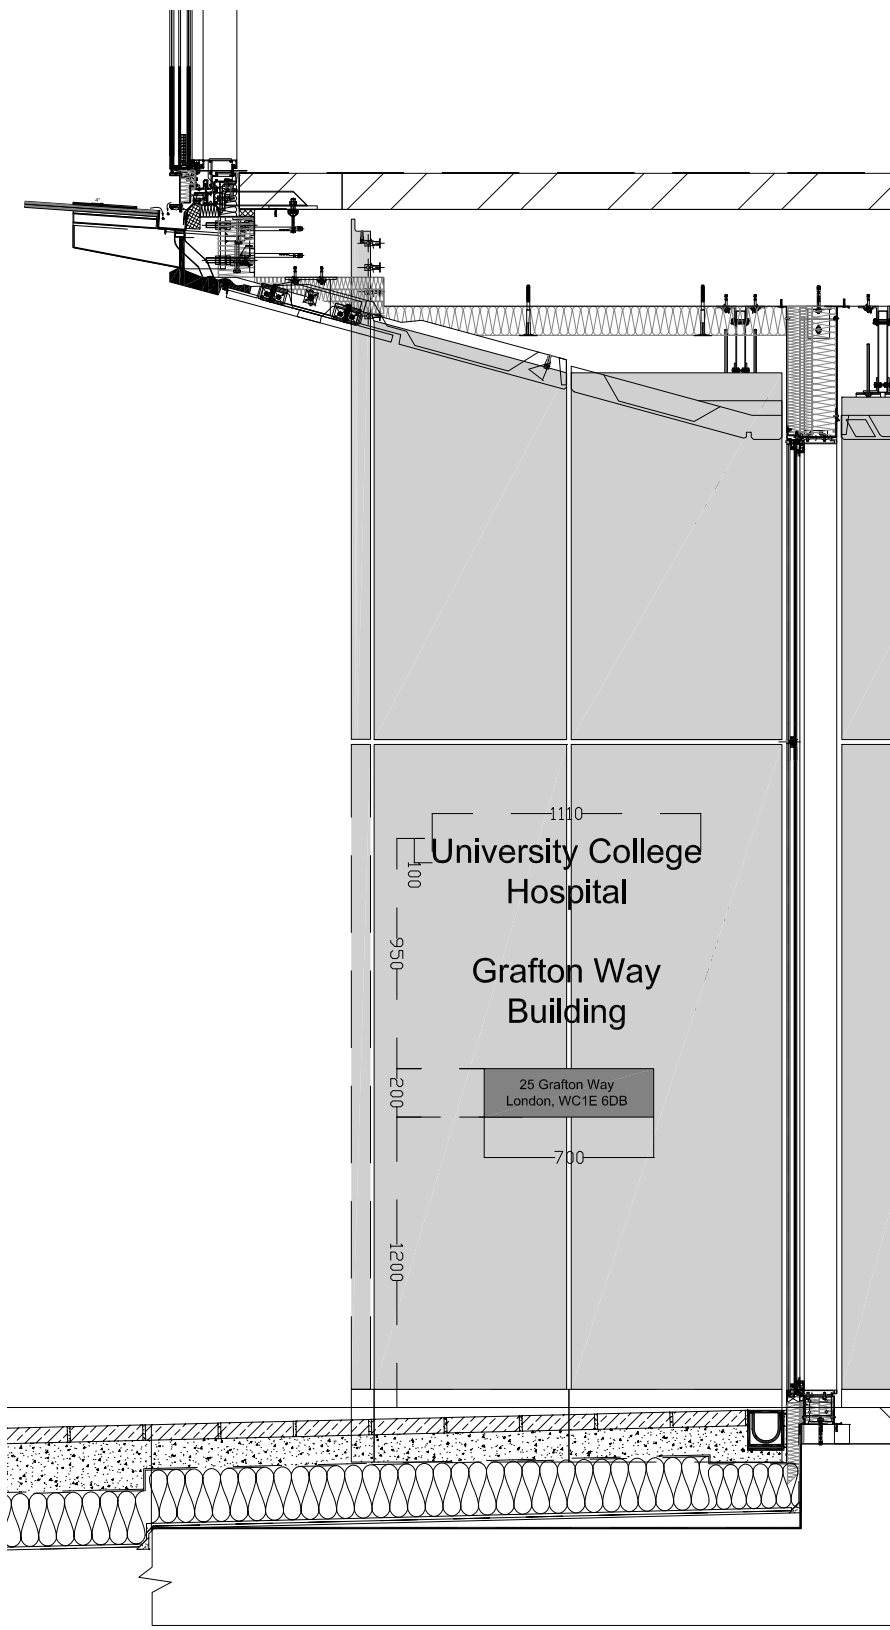 1110
University College
100
Hospital
950
Grafton Way
Building
200
25 Grafton Way
London, WC1E 6DB
700
1200